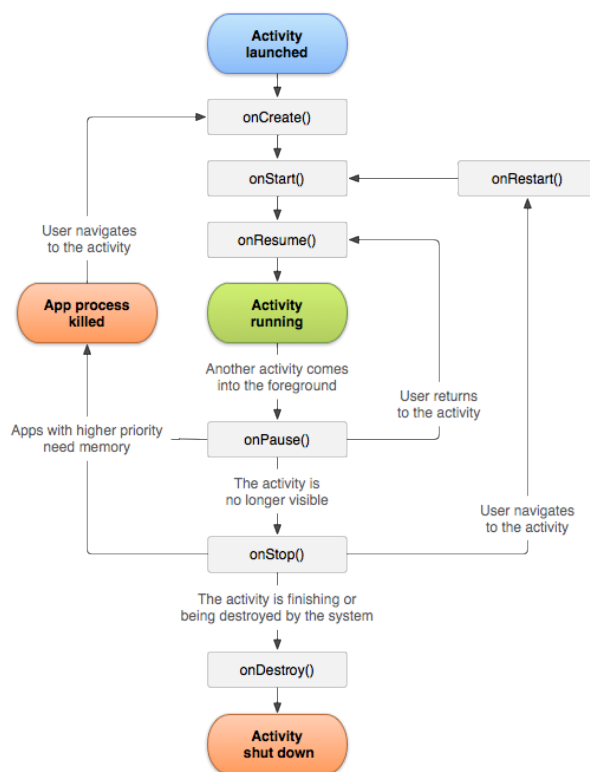 Activity
launched
onCreate()
onStart()
onRestart()
User navigates
to the activity
onResume()
App process
killed
Activity
running
Another activity comes
into the foreground
User returns
to the activity
Apps with higher priority
need memory
onPause()
The activity is
no longer visible
User navigates
to the activity
onStop()
The activity is finishing or
being destroyed by the system
onDestroy()
Activity
shut down